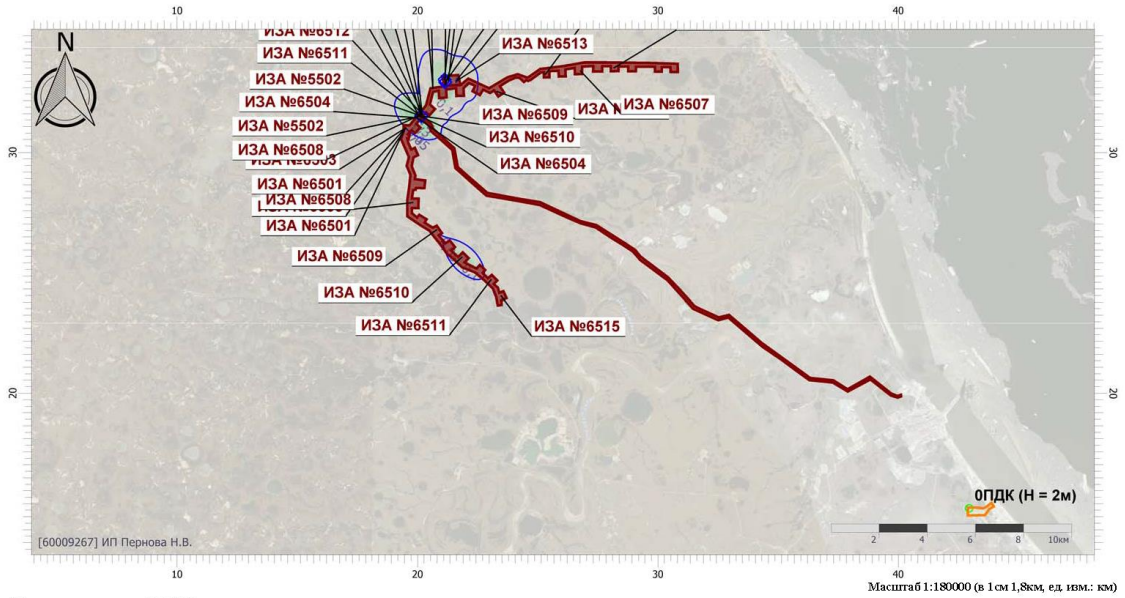 10
20
30
40
N
ИЗА №6512
ИЗА №6511
ИЗА №5502
ИЗА №6504
ИЗА №5502
ИЗА №6508
ИЗА №6501
ИЗА №6508
ИЗА №6501
ИЗА №6509
ИЗА №6510
ИЗА №6511
ИЗА №6515
ИЗА №6513
ИЗА №6507
ИЗА №6509
ИЗА
ИЗА №6510
ИЗА №6504
0,1
30
30
20
20
0ПДК (Н = 2м)
2 4 6 8 10км
[60009267] ИП Пернова Н.В.
10
20
30
40
Масштаб 1:180000 (в 1см 1,8км, ед. изм.: км)